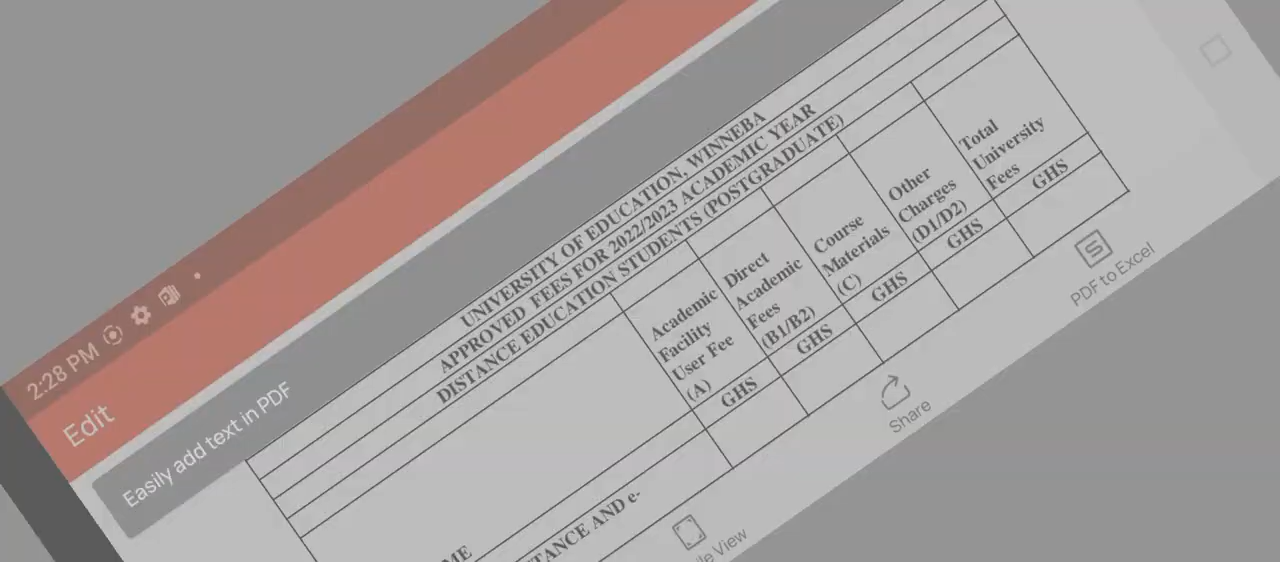 2:28 PM
Edit
Easily add text in PDF
UNIVERSITY OF EDUCATION, WINNEBA
APPROVED FEES FOR 2022/2023 ACADEMIC YEAR
DISTANCE EDUCATION STUDENTS (POSTGRADUATE)
Academic
Facility
User Fee
(A)
Direct
Academic
Fees
(B1/B2)
Course
Materials
(C)
Other
Charges
(D1/D2)
Total
University
Fees
GHS
GHS
GHS
GHS
GHS
AND e-
View
Share
PDF to Excel